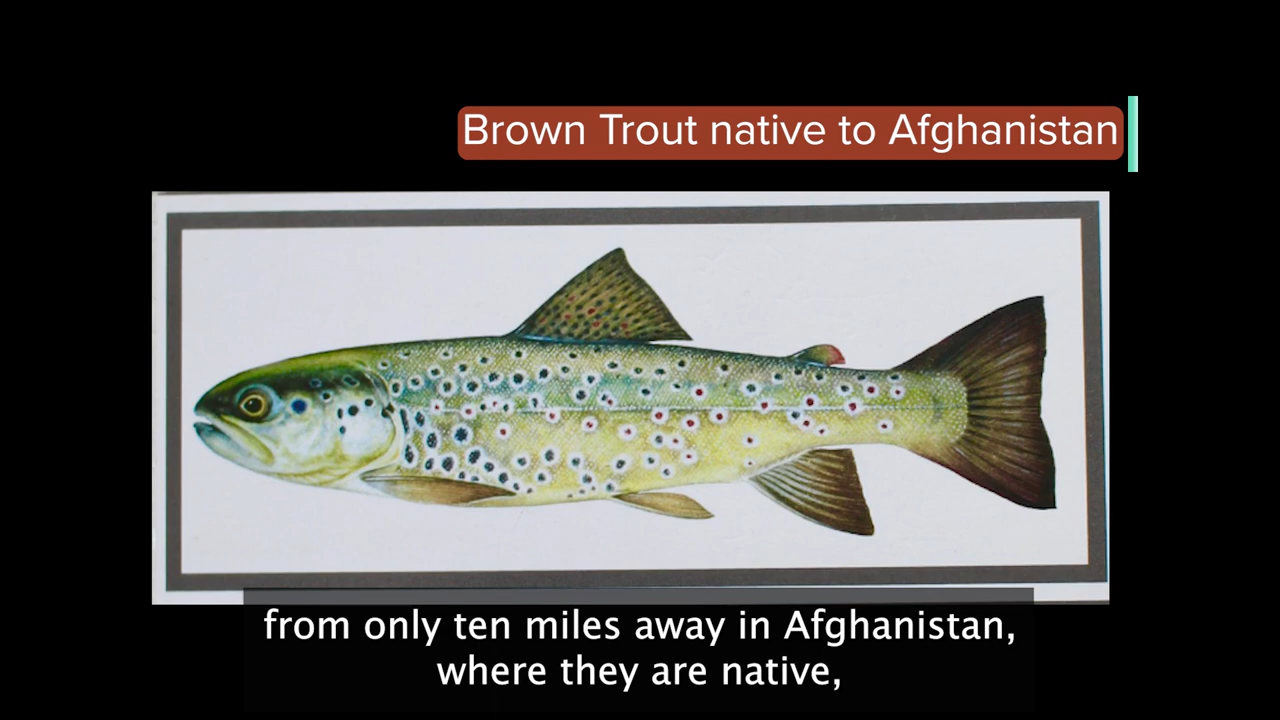 Brown Trout native to Afghanistan
from only ten miles away in Afghanistan,
where they are native,